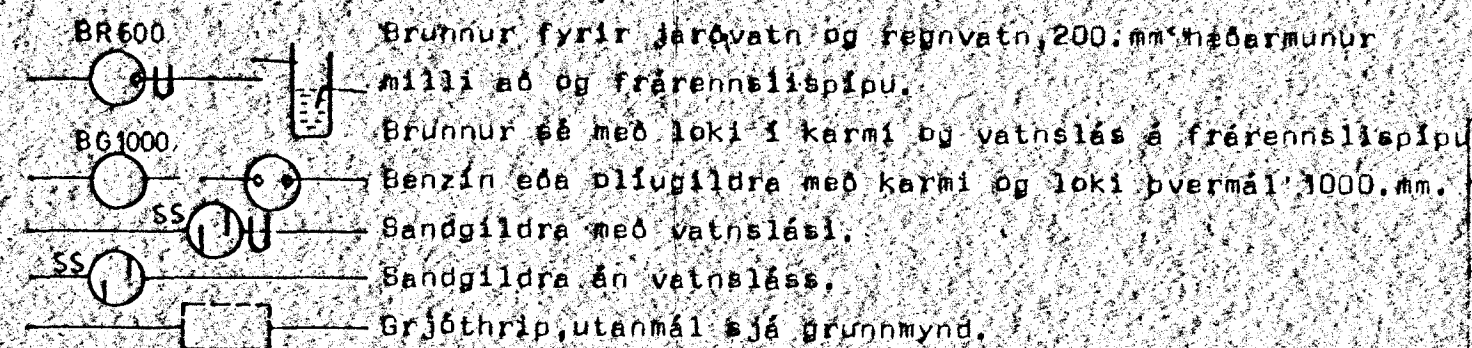 BR600 Brunnur fyrir jarðvatn og regnvatn,200.mm hæðarmunur
milli að og frárennslispípu.
Brunnur sé með loki í karmi og vatnslás á frárennslispípu
BG1000 Benzín eða olíugildra með karmi og loki þvermál 1000.mm.
SS Sandgildra með vatnslási.
SS Sandgildra án vatnsláss.
Grjóthrip,utanmál sjá grunnmynd.